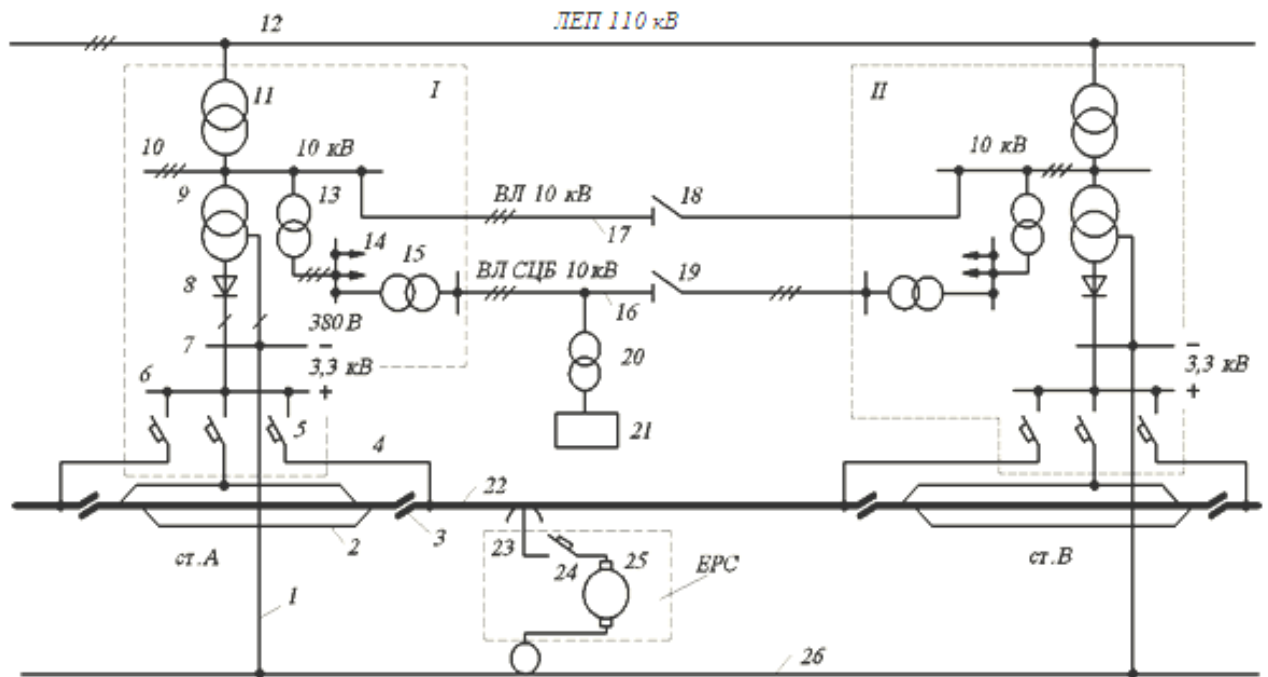 12 ЛЕП 110 кВ
11 I II
10 10 кВ 10 кВ
9 13 ВЛ 10 кВ 18
17
14 15 ВЛ СЦБ 10 кВ 19
8 16
380 В
7 − −
3,3 кВ 20 3,3 кВ
6 + +
5 4 21
22
2 3 23 24 25 ЕРС
ст.А ст.В
1
26